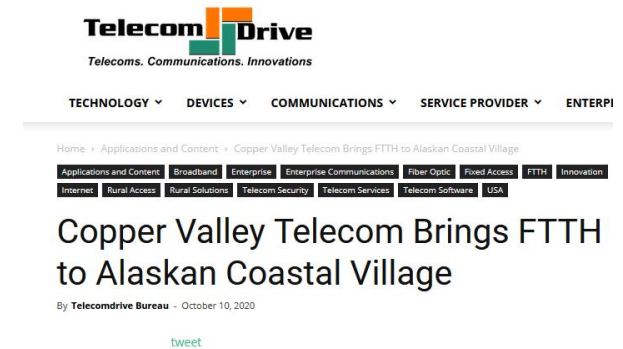 Telecom Drive
Telecoms. Communications. Innovations
TECHNOLOGY DEVICES COMMUNICATIONS SERVICE PROVIDER ENTERPI
Home › Applications and Content › Copper Valley Telecom Brings FTTH to Alaskan Coastal Village
Applications and Content Broadband Enterprise Enterprise Communications Fiber Optic Fixed Access FTTH Innovation
Internet Rural Access Rural Solutions Telecom Security Telecom Services Telecom Software USA
Copper Valley Telecom Brings FTTH
to Alaskan Coastal Village
By Telecomdrive Bureau - October 10, 2020
tweet